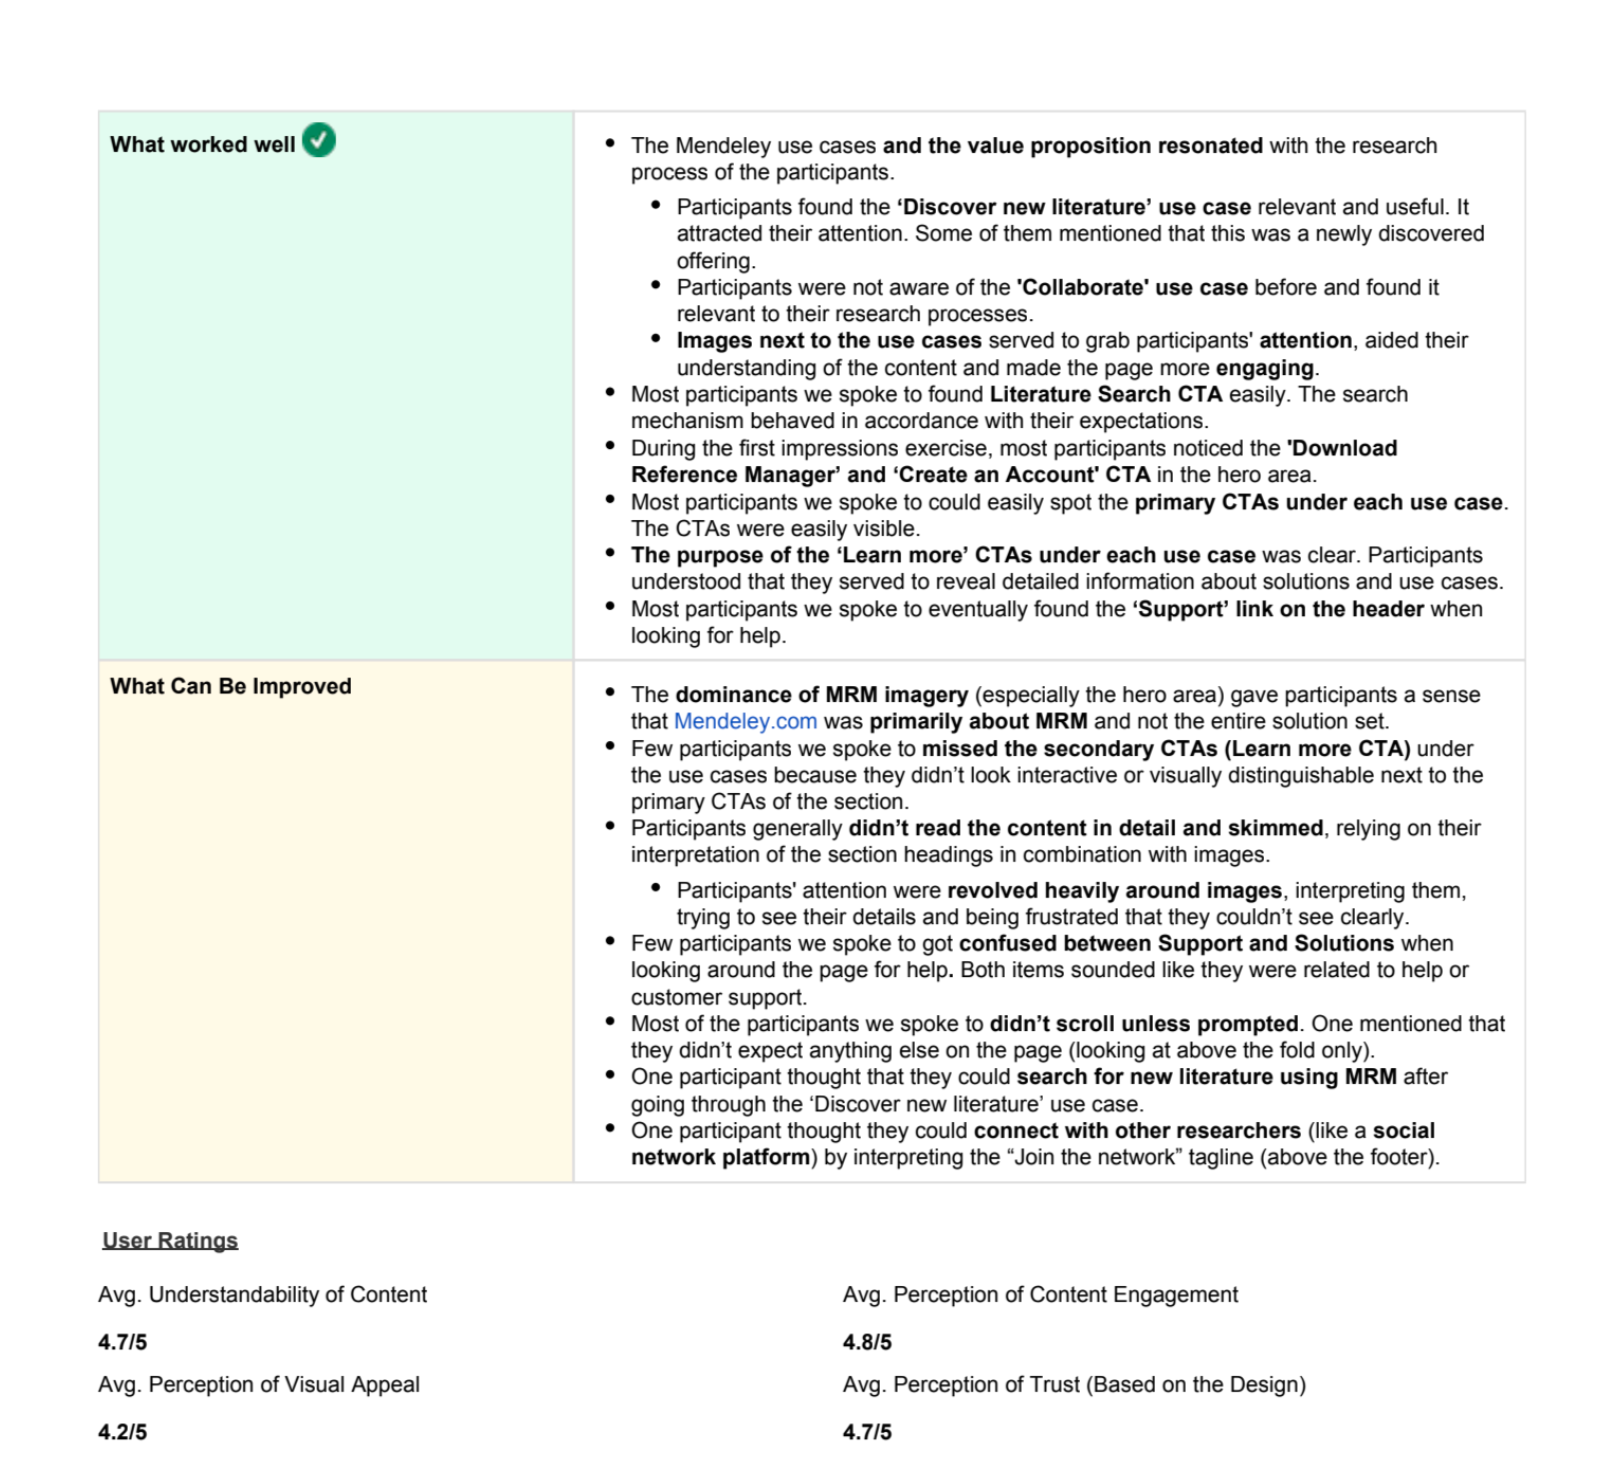 What worked well
• The Mendeley use cases and the value proposition resonated with the research
process of the participants.
• Participants found the ‘Discover new literature’ use case relevant and useful. It
attracted their attention. Some of them mentioned that this was a newly discovered
offering.
• Participants were not aware of the 'Collaborate' use case before and found it
relevant to their research processes.
• Images next to the use cases served to grab participants' attention, aided their
understanding of the content and made the page more engaging.
• Most participants we spoke to found Literature Search CTA easily. The search
mechanism behaved in accordance with their expectations.
• During the first impressions exercise, most participants noticed the 'Download
Reference Manager’ and ‘Create an Account' CTA in the hero area.
• Most participants we spoke to could easily spot the primary CTAs under each use case.
The CTAs were easily visible.
• The purpose of the ‘Learn more’ CTAs under each use case was clear. Participants
understood that they served to reveal detailed information about solutions and use cases.
• Most participants we spoke to eventually found the ‘Support’ link on the header when
looking for help.
What Can Be Improved
• The dominance of MRM imagery (especially the hero area) gave participants a sense
that Mendeley.com was primarily about MRM and not the entire solution set.
• Few participants we spoke to missed the secondary CTAs (Learn more CTA) under
the use cases because they didn’t look interactive or visually distinguishable next to the
primary CTAs of the section.
• Participants generally didn’t read the content in detail and skimmed, relying on their
interpretation of the section headings in combination with images.
• Participants' attention were revolved heavily around images, interpreting them,
trying to see their details and being frustrated that they couldn’t see clearly.
• Few participants we spoke to got confused between Support and Solutions when
looking around the page for help. Both items sounded like they were related to help or
customer support.
• Most of the participants we spoke to didn’t scroll unless prompted. One mentioned that
they didn’t expect anything else on the page (looking at above the fold only).
• One participant thought that they could search for new literature using MRM after
going through the ‘Discover new literature’ use case.
• One participant thought they could connect with other researchers (like a social
network platform) by interpreting the “Join the network” tagline (above the footer).
User Ratings
Avg. Understandability of Content
4.7/5
Avg. Perception of Content Engagement
4.8/5
Avg. Perception of Visual Appeal
4.2/5
Avg. Perception of Trust (Based on the Design)
4.7/5